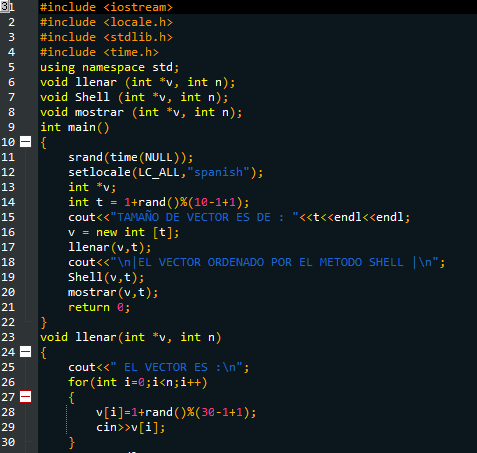 1 #include <iostream>
2 #include <locale.h>
3 #include <stdlib.h>
4 #include <time.h>
5 using namespace std;
6 void llenar (int *v, int n);
7 void Shell (int *v, int n);
8 void mostrar (int *v, int n);
9 int main()
10 {
11 srand(time(NULL));
12 setlocale(LC_ALL,"spanish");
13 int *v;
14 int t = 1+rand()%(10-1+1);
15 cout<<"TAMAÑO DE VECTOR ES DE : "<<t<<endl<<endl;
16 v = new int [t];
17 llenar(v,t);
18 cout<<"\n|EL VECTOR ORDENADO POR EL METODO SHELL |\n";
19 Shell(v,t);
20 mostrar(v,t);
21 return 0;
22 }
23 void llenar(int *v, int n)
24 {
25 cout<<" EL VECTOR ES :\n";
26 for(int i=0;i<n;i++)
27 {
28 v[i]=1+rand()%(30-1+1);
29 cin>>v[i];
30 }